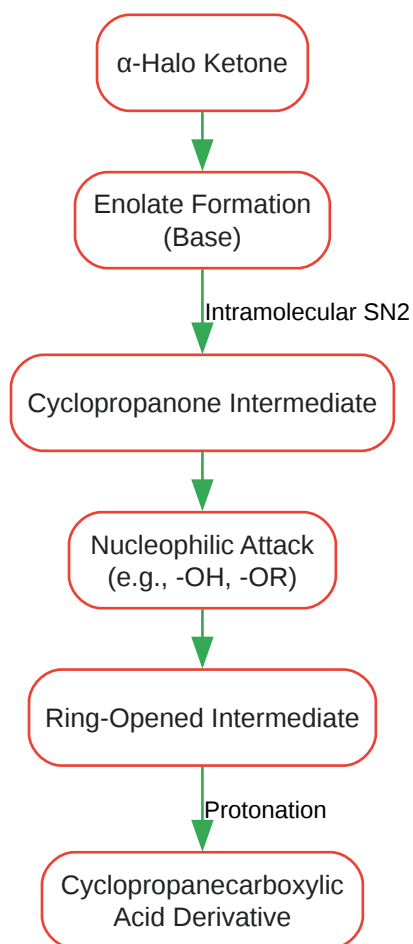 α-Halo Ketone
Enolate Formation
(Base)
Intramolecular SN2
Cyclopropanone Intermediate
Nucleophilic Attack
(e.g., -OH, -OR)
Ring-Opened Intermediate
Protonation
Cyclopropanecarboxylic
Acid Derivative